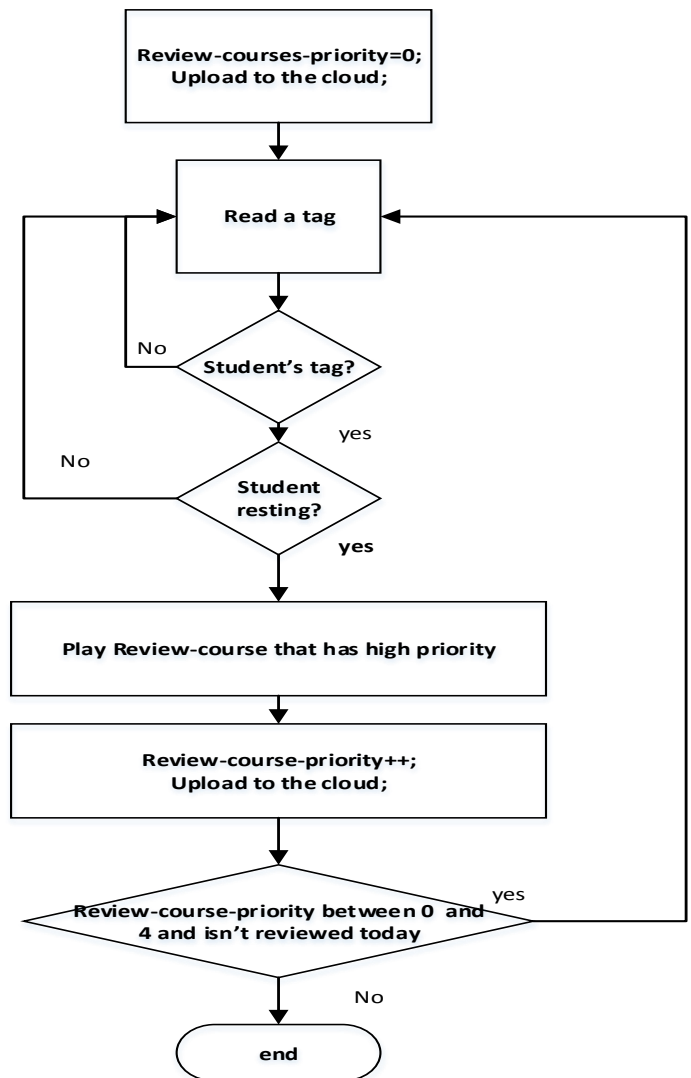 Review-courses-priority=0;
Upload to the cloud;
Read a tag
No
Student's tag?
yes
No
Student
resting?
yes
Play Review-course that has high priority
Review-course-priority++;
Upload to the cloud;
yes
Review-course-priority between 0 and
4 and isn't reviewed today
No
end